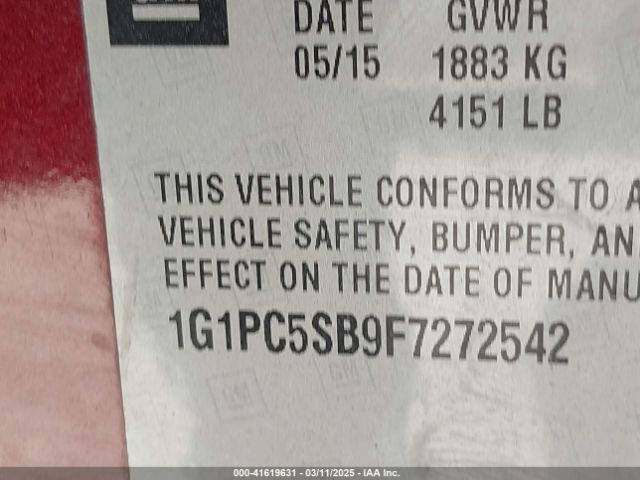 DATE GVWR
05/15 1883 KG
4151 LB
THIS VEHICLE CONFORMS TO A
VEHICLE SAFETY, BUMPER, AN
EFFECT ON THE DATE OF MANU
1G1PC5SB9F7272542
GM
000-41619631 - 03/11/2025 - IAA Inc.